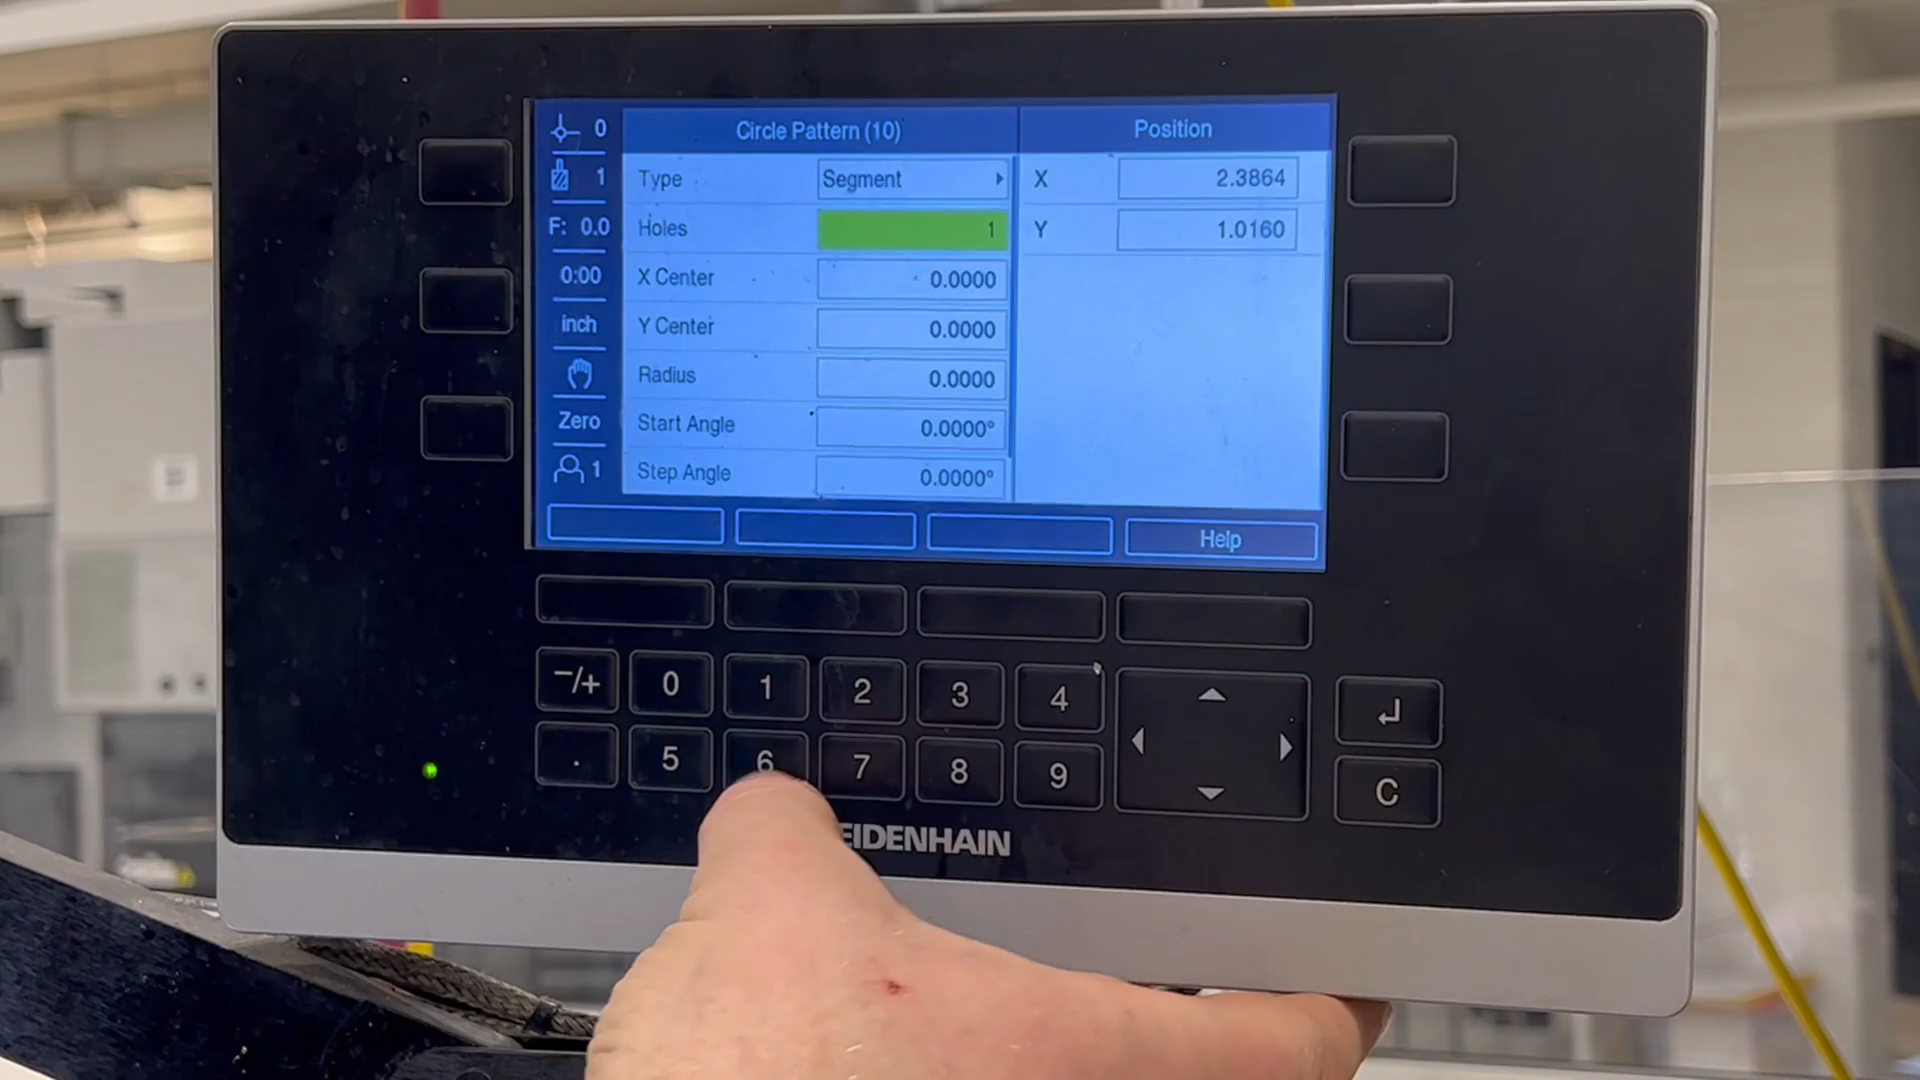 0
1
F: 0.0
0:00
inch
Zero
1
Circle Pattern (10)
Type Segment
Holes 1
X Center 0.0000
Y Center 0.0000
Radius 0.0000
Start Angle 0.0000°
Step Angle 0.0000°
Position
X 2.3864
Y 1.0160
Help
−/+ 0 1 2 3 4
. 5 6 7 8 9
C
EIDENHAIN